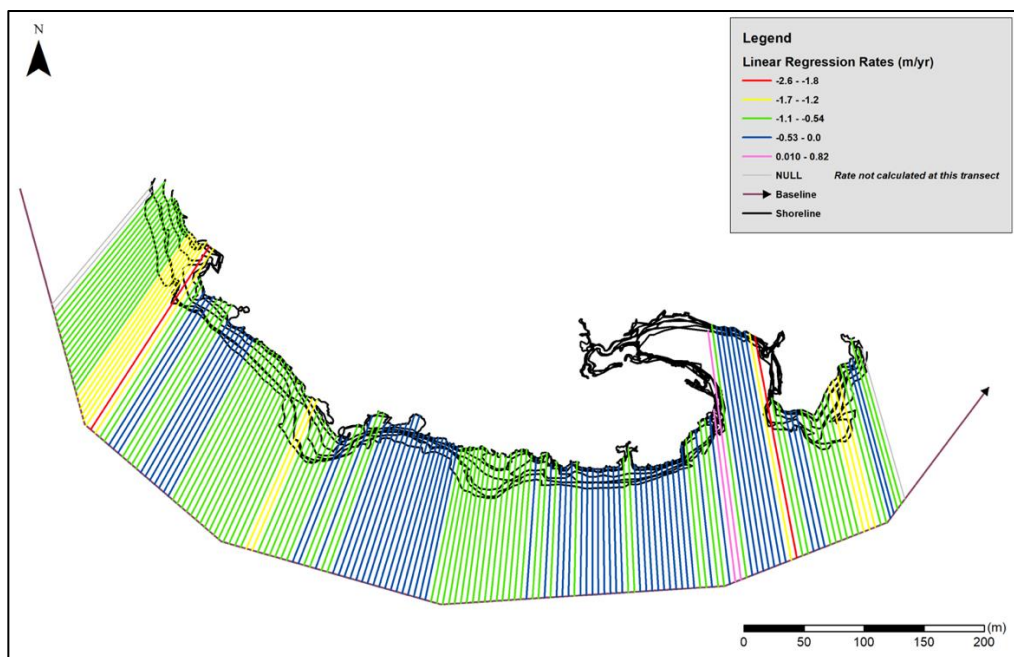 N
Legend
Linear Regression Rates (m/yr)
-2.6 - -1.8
-1.7 - -1.2
-1.1 - -0.54
-0.53 - 0.0
0.010 - 0.82
NULL Rate not calculated at this transect
Baseline
Shoreline
(m)
0 50 100 150 200